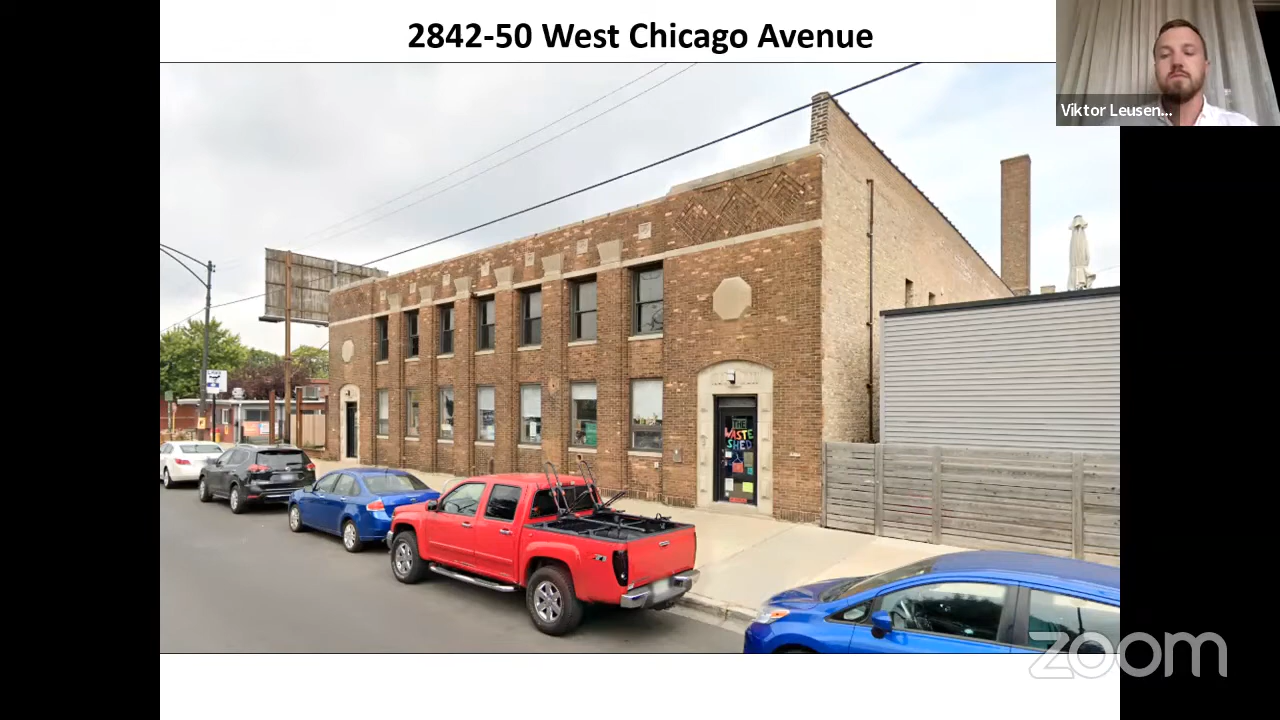 2842-50 West Chicago Avenue
Viktor Leusen...
THE
WASTE
SHED
zoom